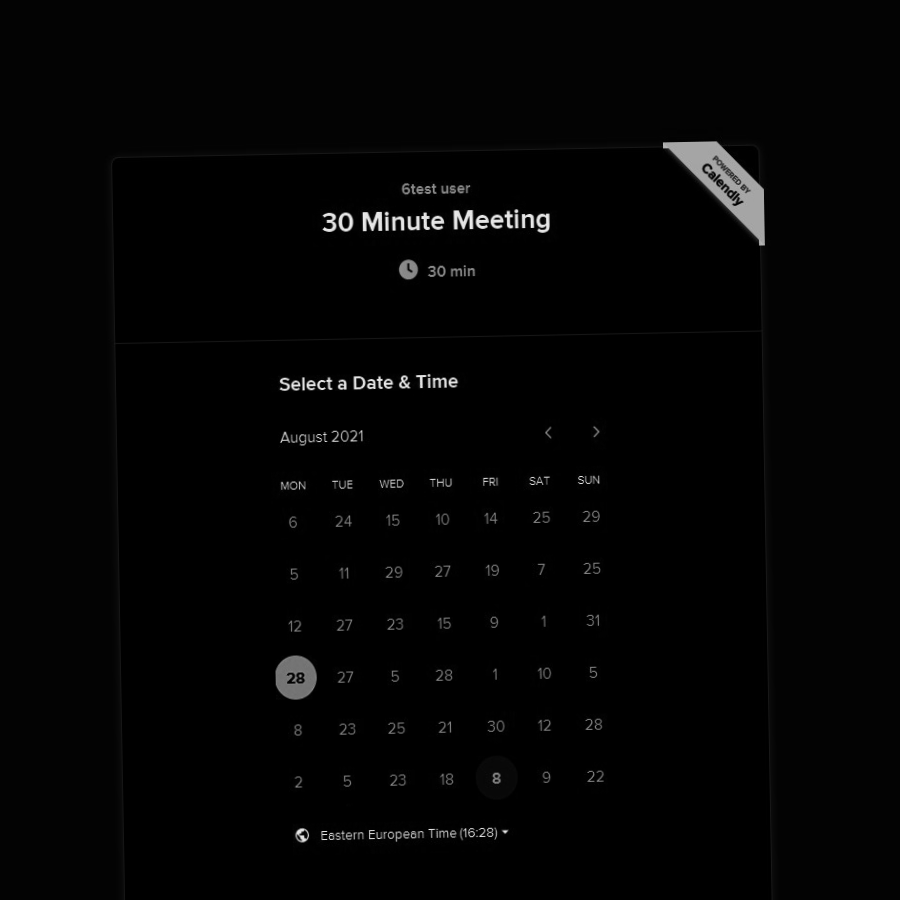 POWERED BY
Calendly
6test user
30 Minute Meeting
30 min
Select a Date & Time
August 2021
MON TUE WED THU FRI SAT SUN
6 24 15 10 14 25 29
5 11 29 27 19 7 25
12 27 23 15 9 1 31
28 27 5 28 1 10 5
8 23 25 21 30 12 28
2 5 23 18 8 9 22
Eastern European Time (16:28)